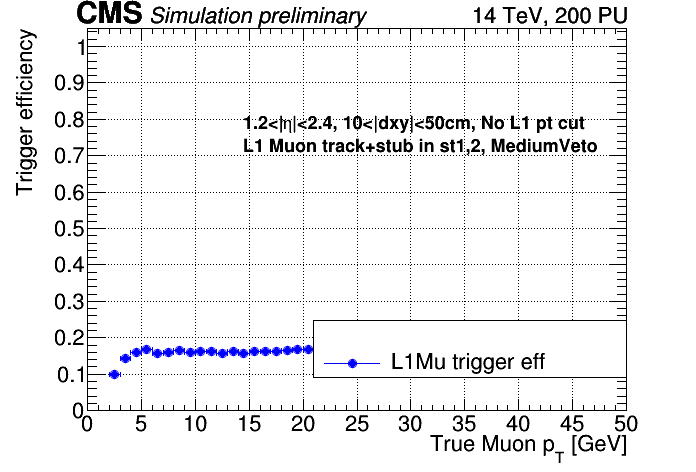 CMS Simulation preliminary 14 TeV, 200 PU
Trigger efficiency
1
0.9
0.8
0.7
0.6
0.5
0.4
0.3
0.2
0.1
0
1.2<|η|<2.4, 10<|dxy|<50cm, No L1 pt cut
L1 Muon track+stub in st1,2, MediumVeto
L1Mu trigger eff
0 5 10 15 20 25 30 35 40 45 50
True Muon p_T [GeV]